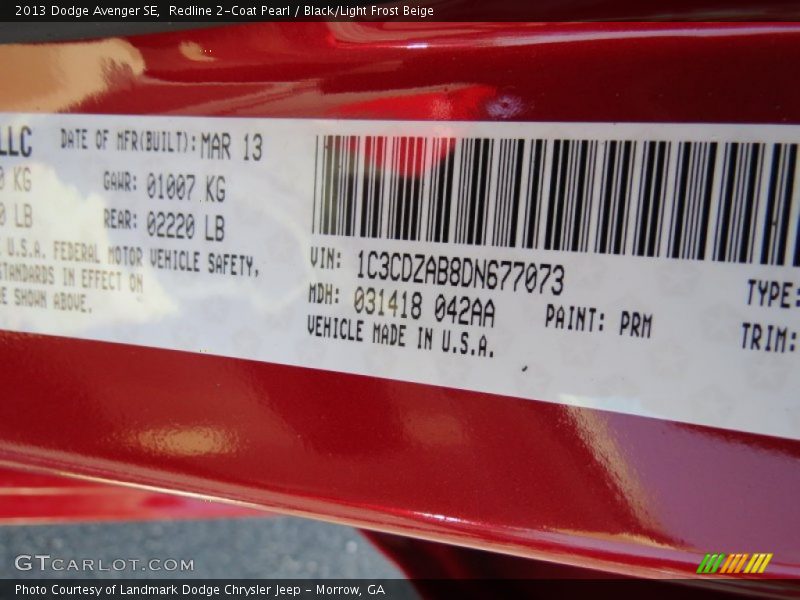 2013 Dodge Avenger SE,  Redline 2-Coat Pearl / Black/Light Frost Beige
LLC DATE OF MFR(BUILT): MAR 13
0 KG GAWR: 01007 KG
0 LB REAR: 02220 LB
U.S.A. FEDERAL MOTOR VEHICLE SAFETY,
STANDARDS IN EFFECT ON
SHOWN ABOVE.
VIN: 1C3CDZAB8DN677073 TYPE:
MDH: 031418 042AA PAINT: PRM TRIM:
VEHICLE MADE IN U.S.A.
GTCARLOT.COM
Photo Courtesy of Landmark Dodge Chrysler Jeep - Morrow, GA